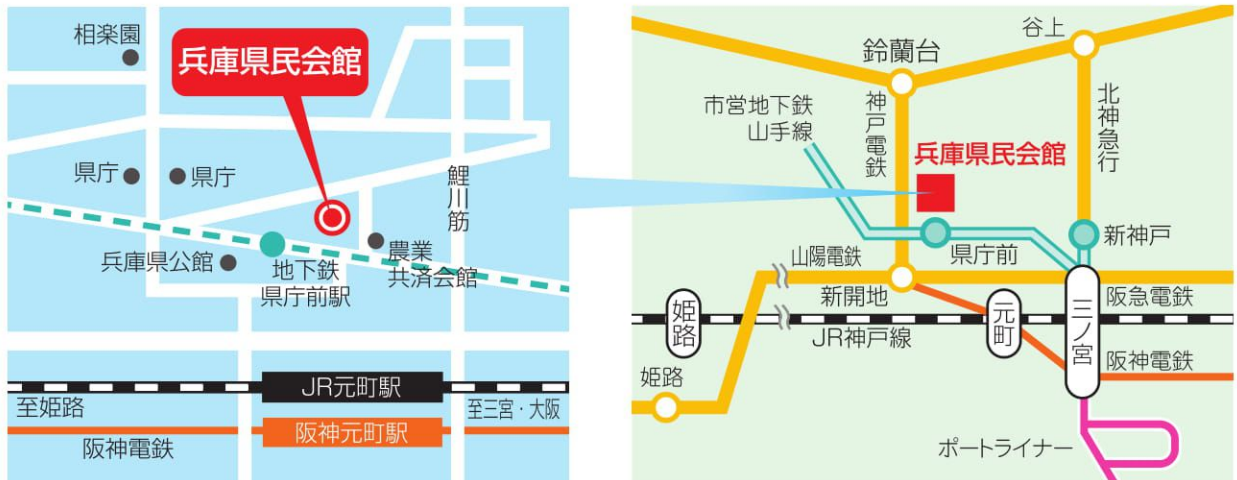 相楽園
兵庫県民会館
県庁
県庁
鯉川筋
兵庫県公館
地下鉄
県庁前駅
農業
共済会館
JR元町駅
至姫路
至三宮・大阪
阪神元町駅
阪神電鉄
谷上
鈴蘭台
市営地下鉄
山手線
神戸電鉄
北神急行
兵庫県民会館
新神戸
県庁前
山陽電鉄
新開地
阪急電鉄
姫路
元町
三ノ宮
JR神戸線
阪神電鉄
姫路
ポートライナー